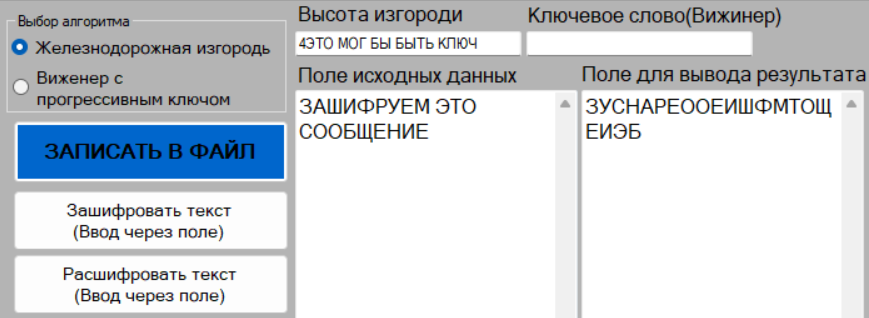 Выбор алгоритма
Железнодорожная изгородь
Виженер с
прогрессивным ключом
ЗАПИСАТЬ В ФАЙЛ
Зашифровать текст
(Ввод через поле)
Расшифровать текст
(Ввод через поле)
Высота изгороди
4ЭТО МОГ БЫ БЫТЬ КЛЮЧ
Ключевое слово(Вижинер)
Поле исходных данных
ЗАШИФРУЕМ ЭТО
СООБЩЕНИЕ
Поле для вывода результата
ЗУСНАРЕООЕИШФМТОЩ
ЕИЭБ